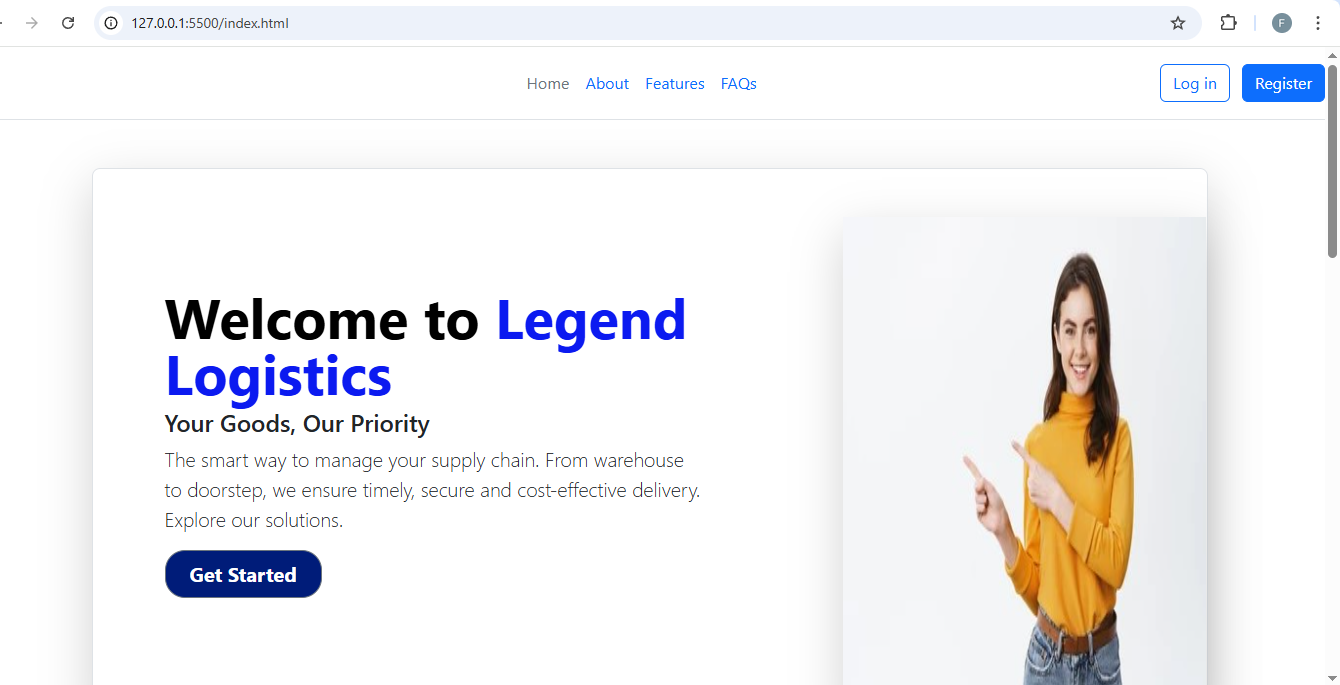 127.0.0.1:5500/index.html
F
Home About Features FAQs
Log in Register
Welcome to Legend
Logistics
Your Goods, Our Priority
The smart way to manage your supply chain. From warehouse
to doorstep, we ensure timely, secure and cost-effective delivery.
Explore our solutions.
Get Started